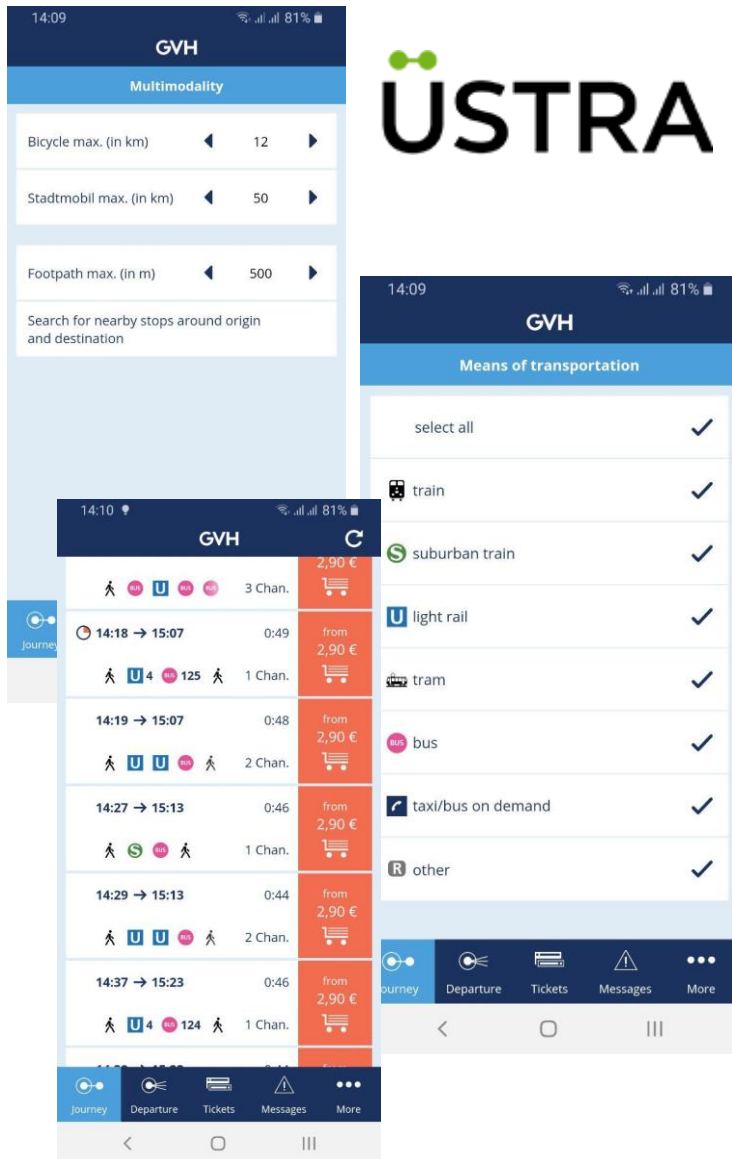 14:09 81%
GVH
Multimodality
Bicycle max. (in km) 12
Stadtmobil max. (in km) 50
Footpath max. (in m) 500
Search for nearby stops around origin
and destination
ÜSTRA
14:09 81%
GVH
Means of transportation
select all
train
S suburban train
U light rail
tram
BUS bus
taxi/bus on demand
R other
Departure Tickets Messages More
14:10 81%
GVH
2,90 €
BUS U BUS BUS 3 Chan.
14:18 → 15:07 0:49 from
2,90 €
U 4 BUS 125 1 Chan.
14:19 → 15:07 0:48 from
2,90 €
U U BUS 2 Chan.
14:27 → 15:13 0:46 from
2,90 €
S BUS 1 Chan.
14:29 → 15:13 0:44 from
2,90 €
U U BUS 2 Chan.
14:37 → 15:23 0:46 from
2,90 €
U 4 BUS 124 1 Chan.
Journey Departure Tickets Messages More